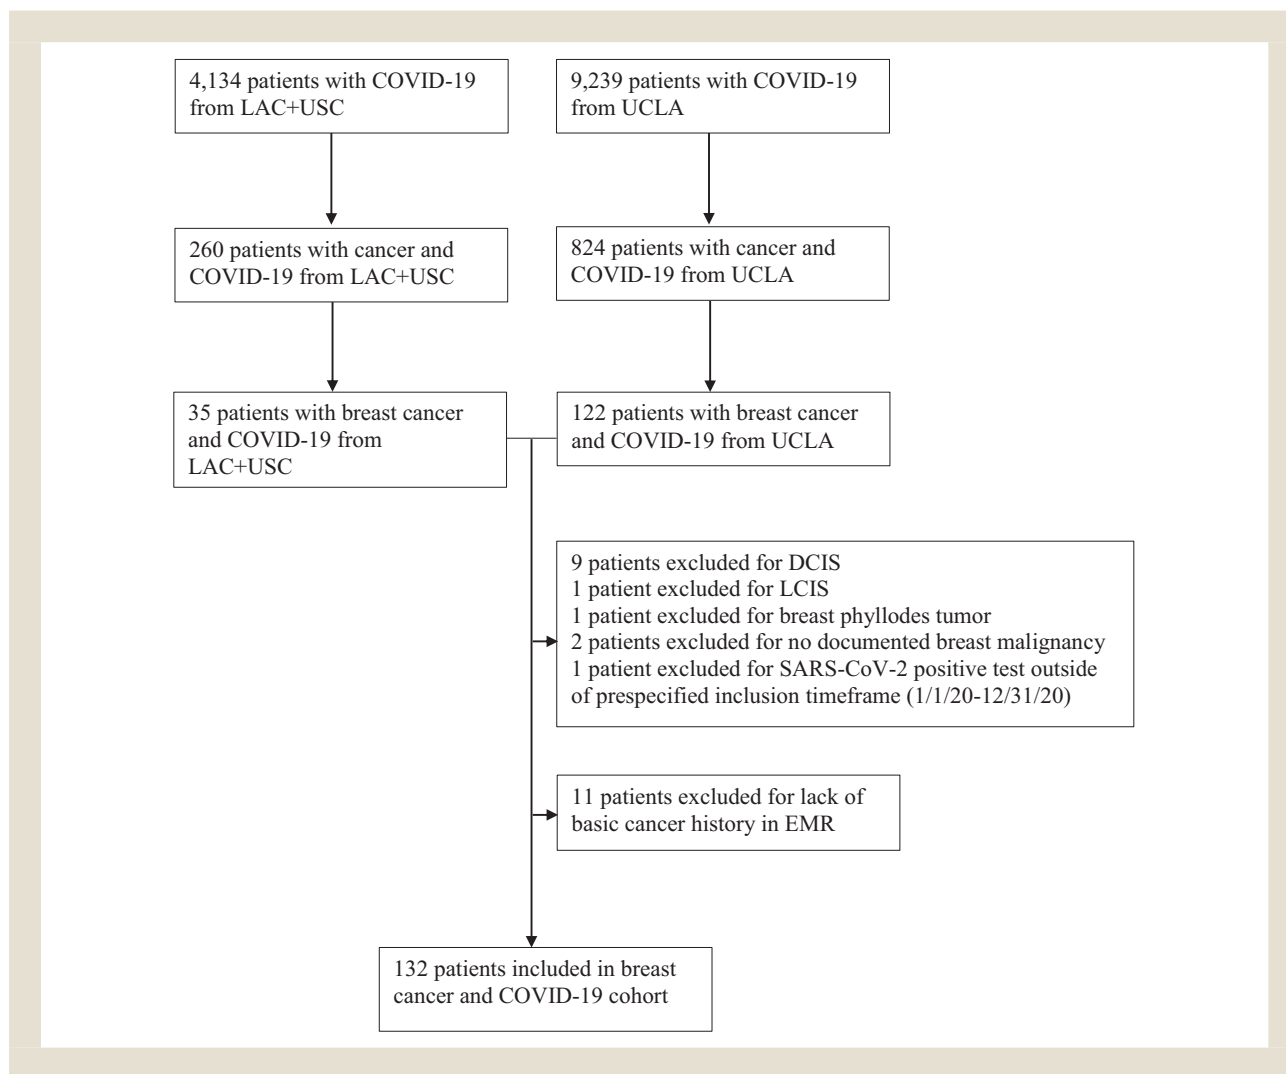 4,134 patients with COVID-19
from LAC+USC
9,239 patients with COVID-19
from UCLA
260 patients with cancer and
COVID-19 from LAC+USC
824 patients with cancer and
COVID-19 from UCLA
35 patients with breast cancer
and COVID-19 from
LAC+USC
122 patients with breast cancer
and COVID-19 from UCLA
9 patients excluded for DCIS
1 patient excluded for LCIS
1 patient excluded for breast phyllodes tumor
2 patients excluded for no documented breast malignancy
1 patient excluded for SARS-CoV-2 positive test outside
of prespecified inclusion timeframe (1/1/20-12/31/20)
11 patients excluded for lack of
basic cancer history in EMR
132 patients included in breast
cancer and COVID-19 cohort